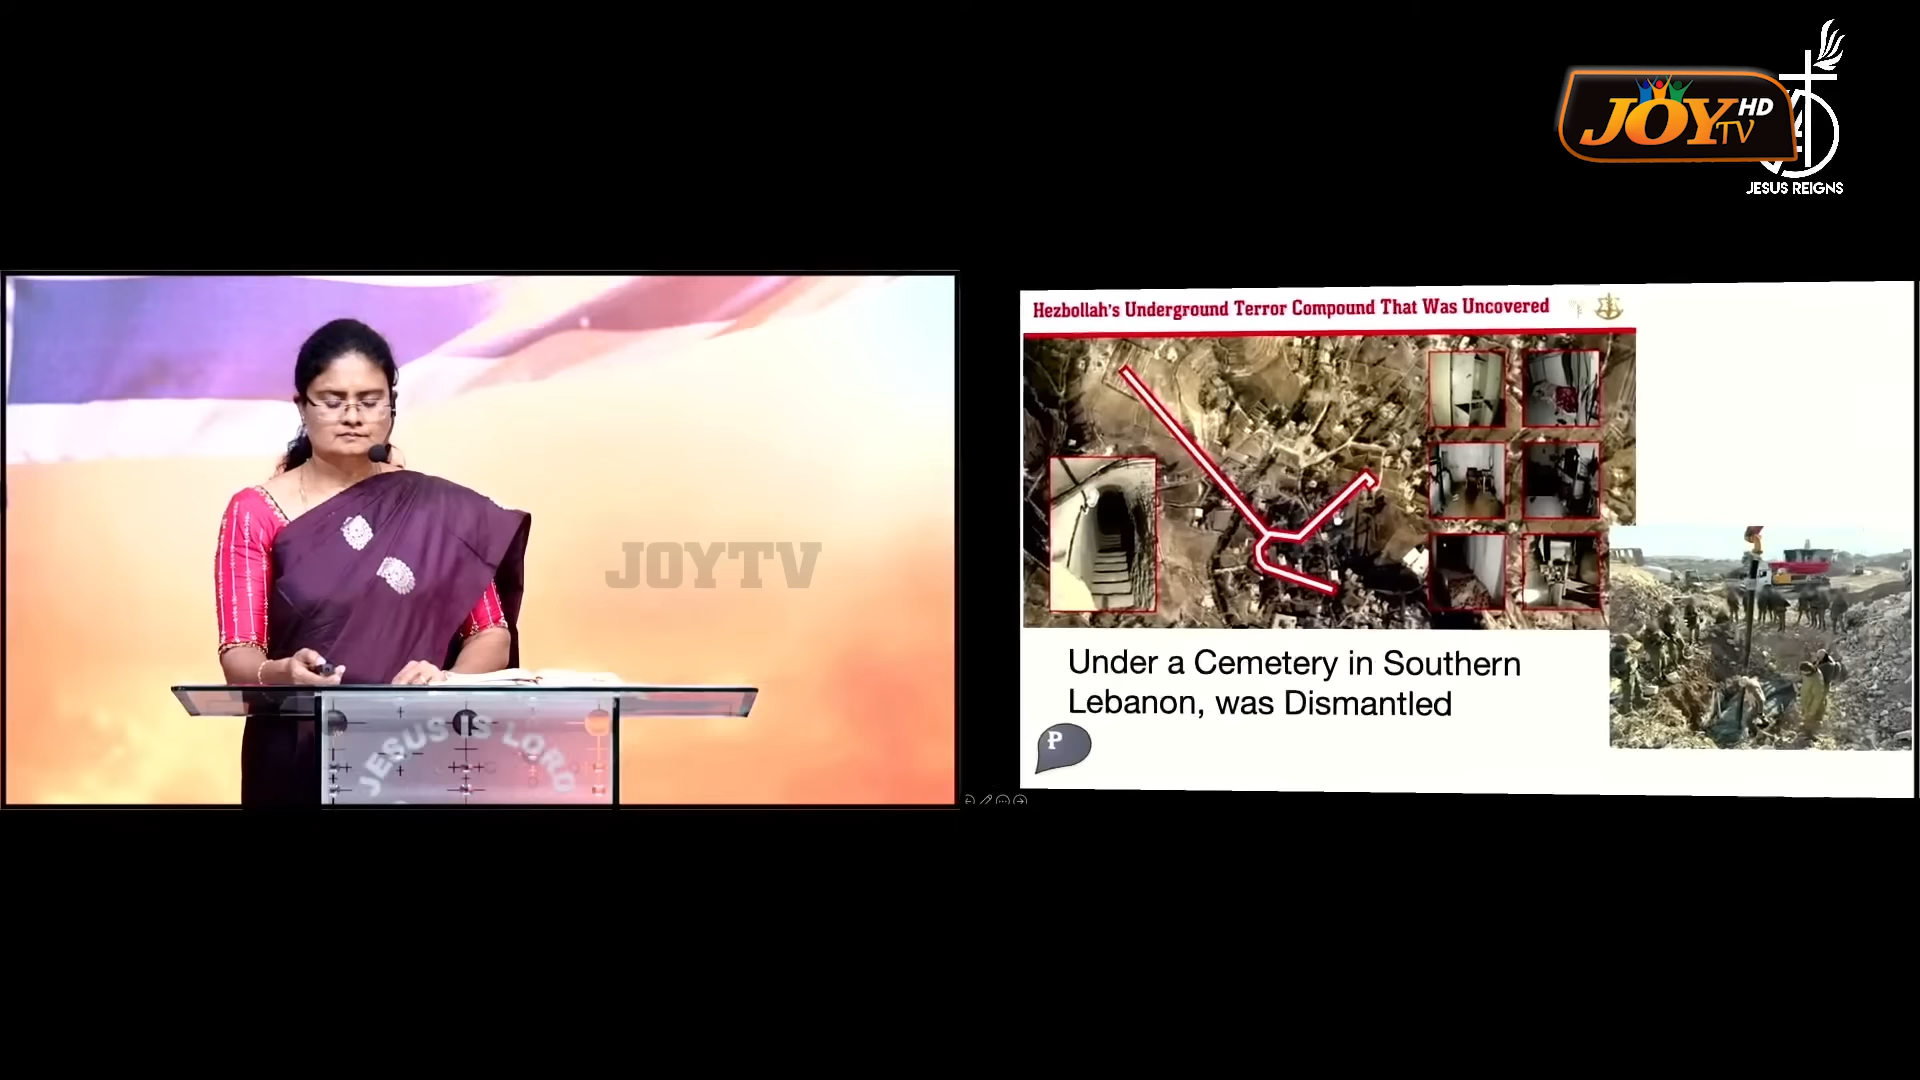 JOY HD
TV
JESUS REIGNS
Hezbollah's Underground Terror Compound That Was Uncovered
JOYTV
Under a Cemetery in Southern
Lebanon, was Dismantled
P
JESUS IS LORD